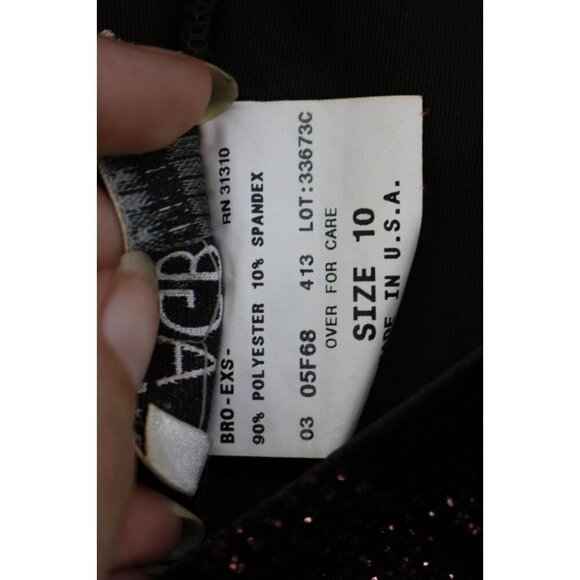 RN 31310
BRO-EXS-
90% POLYESTER 10% SPANDEX
03 05F68 413 LOT:33673C
OVER FOR CARE
SIZE 10
IN U.S.A.